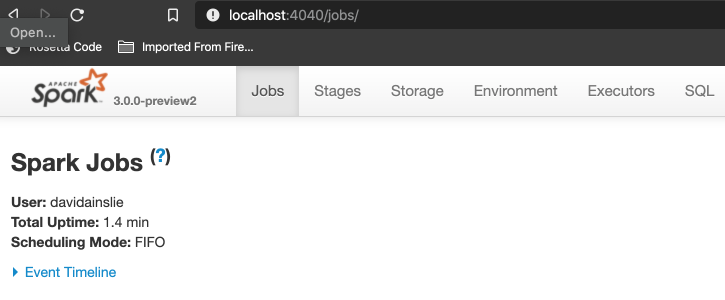 localhost:4040/jobs/
Open...
Rosetta Code Imported From Fire...
APACHE
Spark 3.0.0-preview2 Jobs Stages Storage Environment Executors SQL
Spark Jobs (?)
User: davidainslie
Total Uptime: 1.4 min
Scheduling Mode: FIFO
Event Timeline